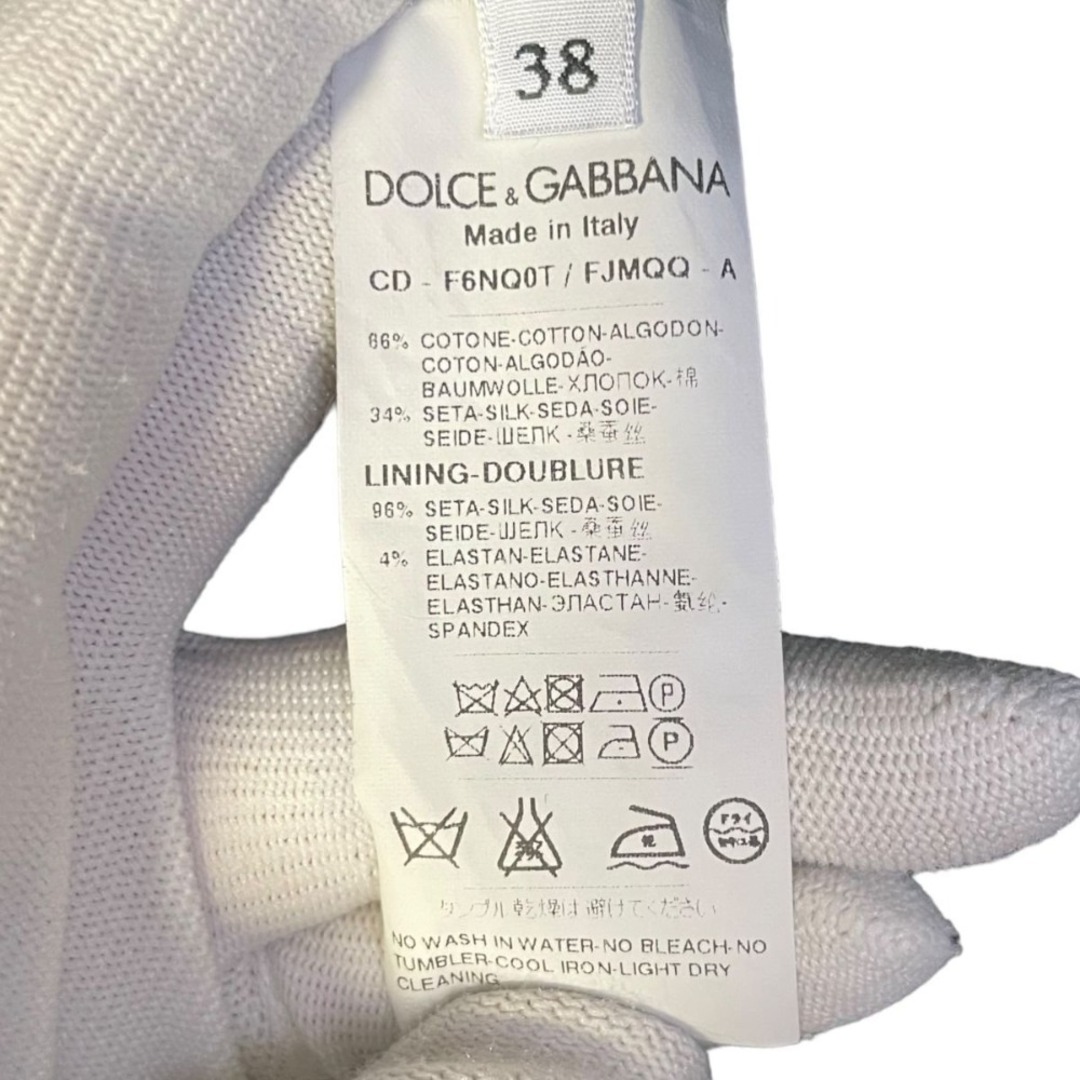 38
DOLCE & GABBANA
Made in Italy
CD - F6NQ0T / FJMQQ - A
66% COTONE-COTTON-ALGODON-
COTON-ALGODÃO-
BAUMWOLLE-ХЛОПОК-棉
34% SETA-SILK-SEDA-SOIE-
SEIDE-ШЕЛК-桑蚕丝
LINING-DOUBLURE
96% SETA-SILK-SEDA-SOIE-
SEIDE-ШЕЛК-桑蚕丝
4% ELASTAN-ELASTANE-
ELASTANO-ELASTHANNE-
ELASTHAN-ЭЛАСТАН-氨纶-
SPANDEX
P
P
ドライ
タンブル乾燥は避けてください
NO WASH IN WATER-NO BLEACH-NO
TUMBLER-COOL IRON-LIGHT DRY
CLEANING